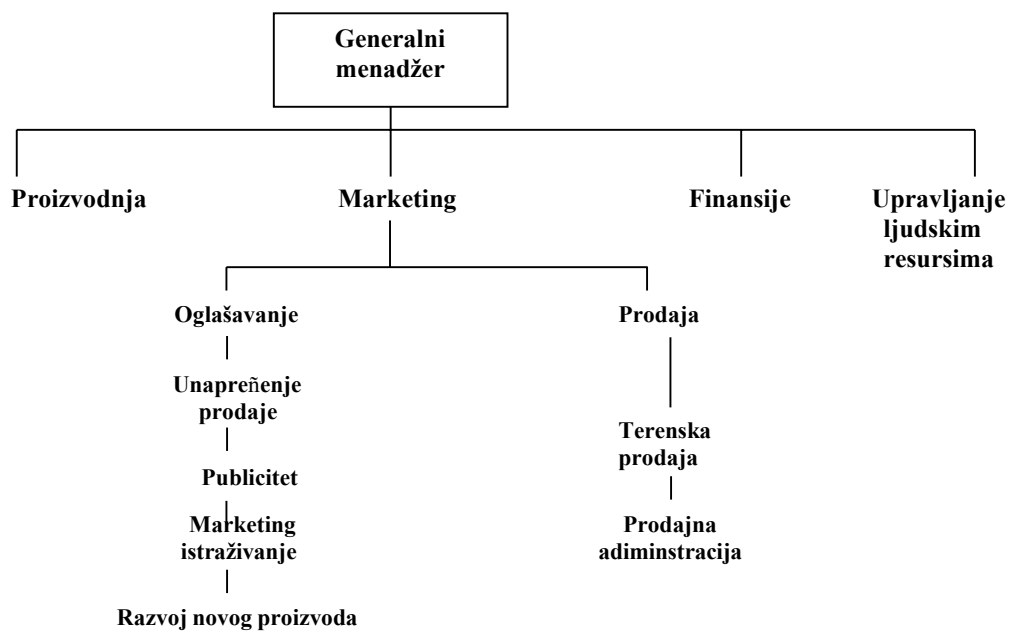 Generalni
menadžer
Proizvodnja
Marketing
Finansije
Upravljanje
ljudskim
resursima
Oglašavanje
Prodaja
Unapreñenje
prodaje
Terenska
prodaja
Publicitet
Marketing
istraživanje
Prodajna
adiminstracija
Razvoj novog proizvoda